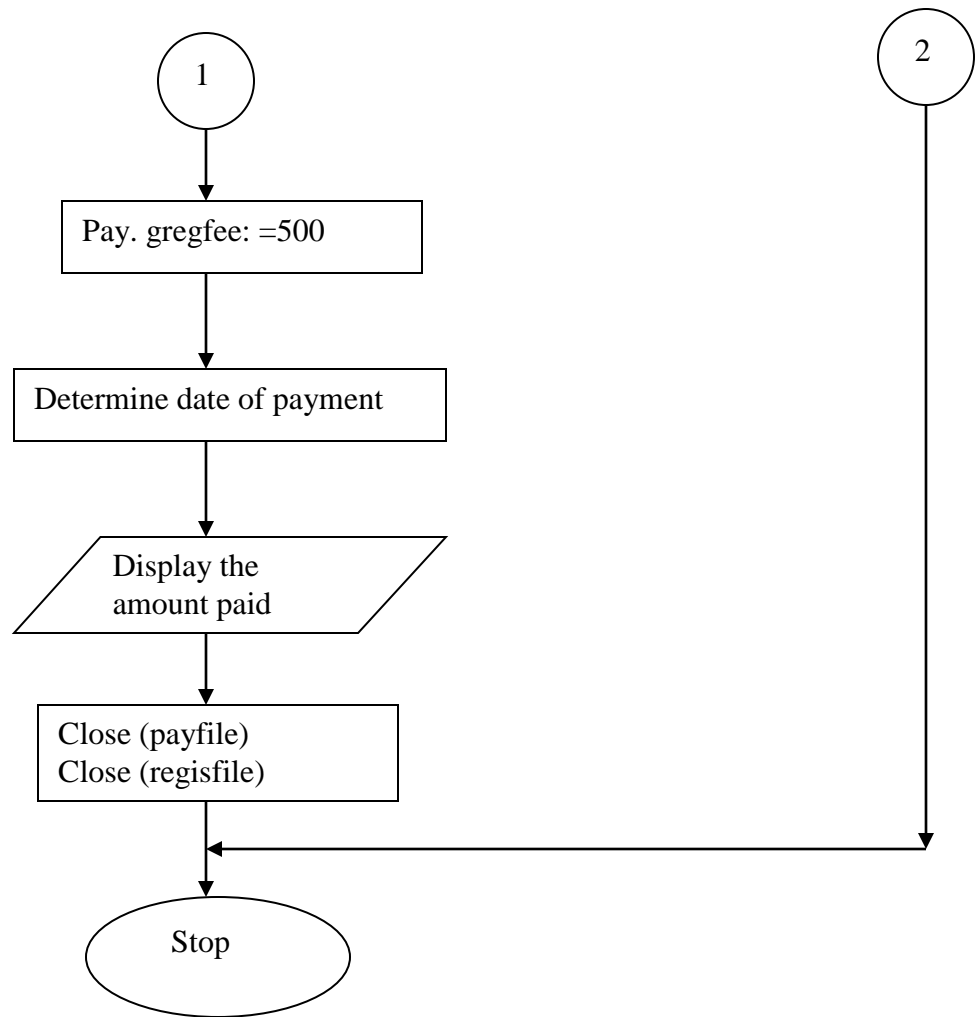 1
2
Pay. gregfee: =500
Determine date of payment
Display the
amount paid
Close (payfile)
Close (regisfile)
Stop